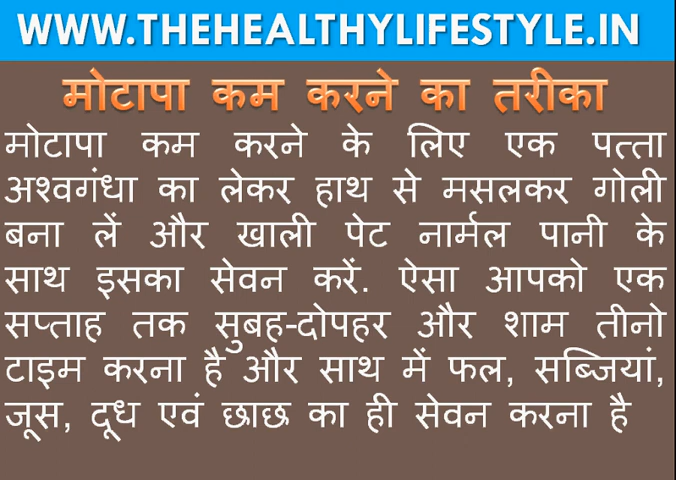 WWW.THEHEALTHYLIFESTYLE.IN
मोटापा कम करने का तरीका
मोटापा कम करने के लिए एक पत्ता
अश्वगंधा का लेकर हाथ से मसलकर गोली
बना लें और खाली पेट नार्मल पानी के
साथ इसका सेवन करें. ऐसा आपको एक
सप्ताह तक सुबह-दोपहर और शाम तीनो
टाइम करना है और साथ में फल, सब्जियां,
जूस, दूध एवं छाछ का ही सेवन करना है